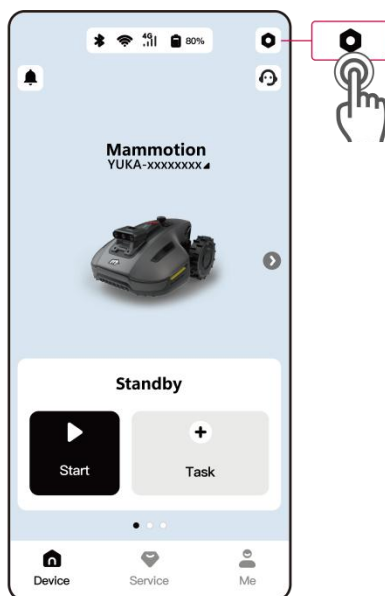 4G
80%
Mammotion
YUKA-xxxxxxxx
Standby
Start
Task
Device
Service
Me